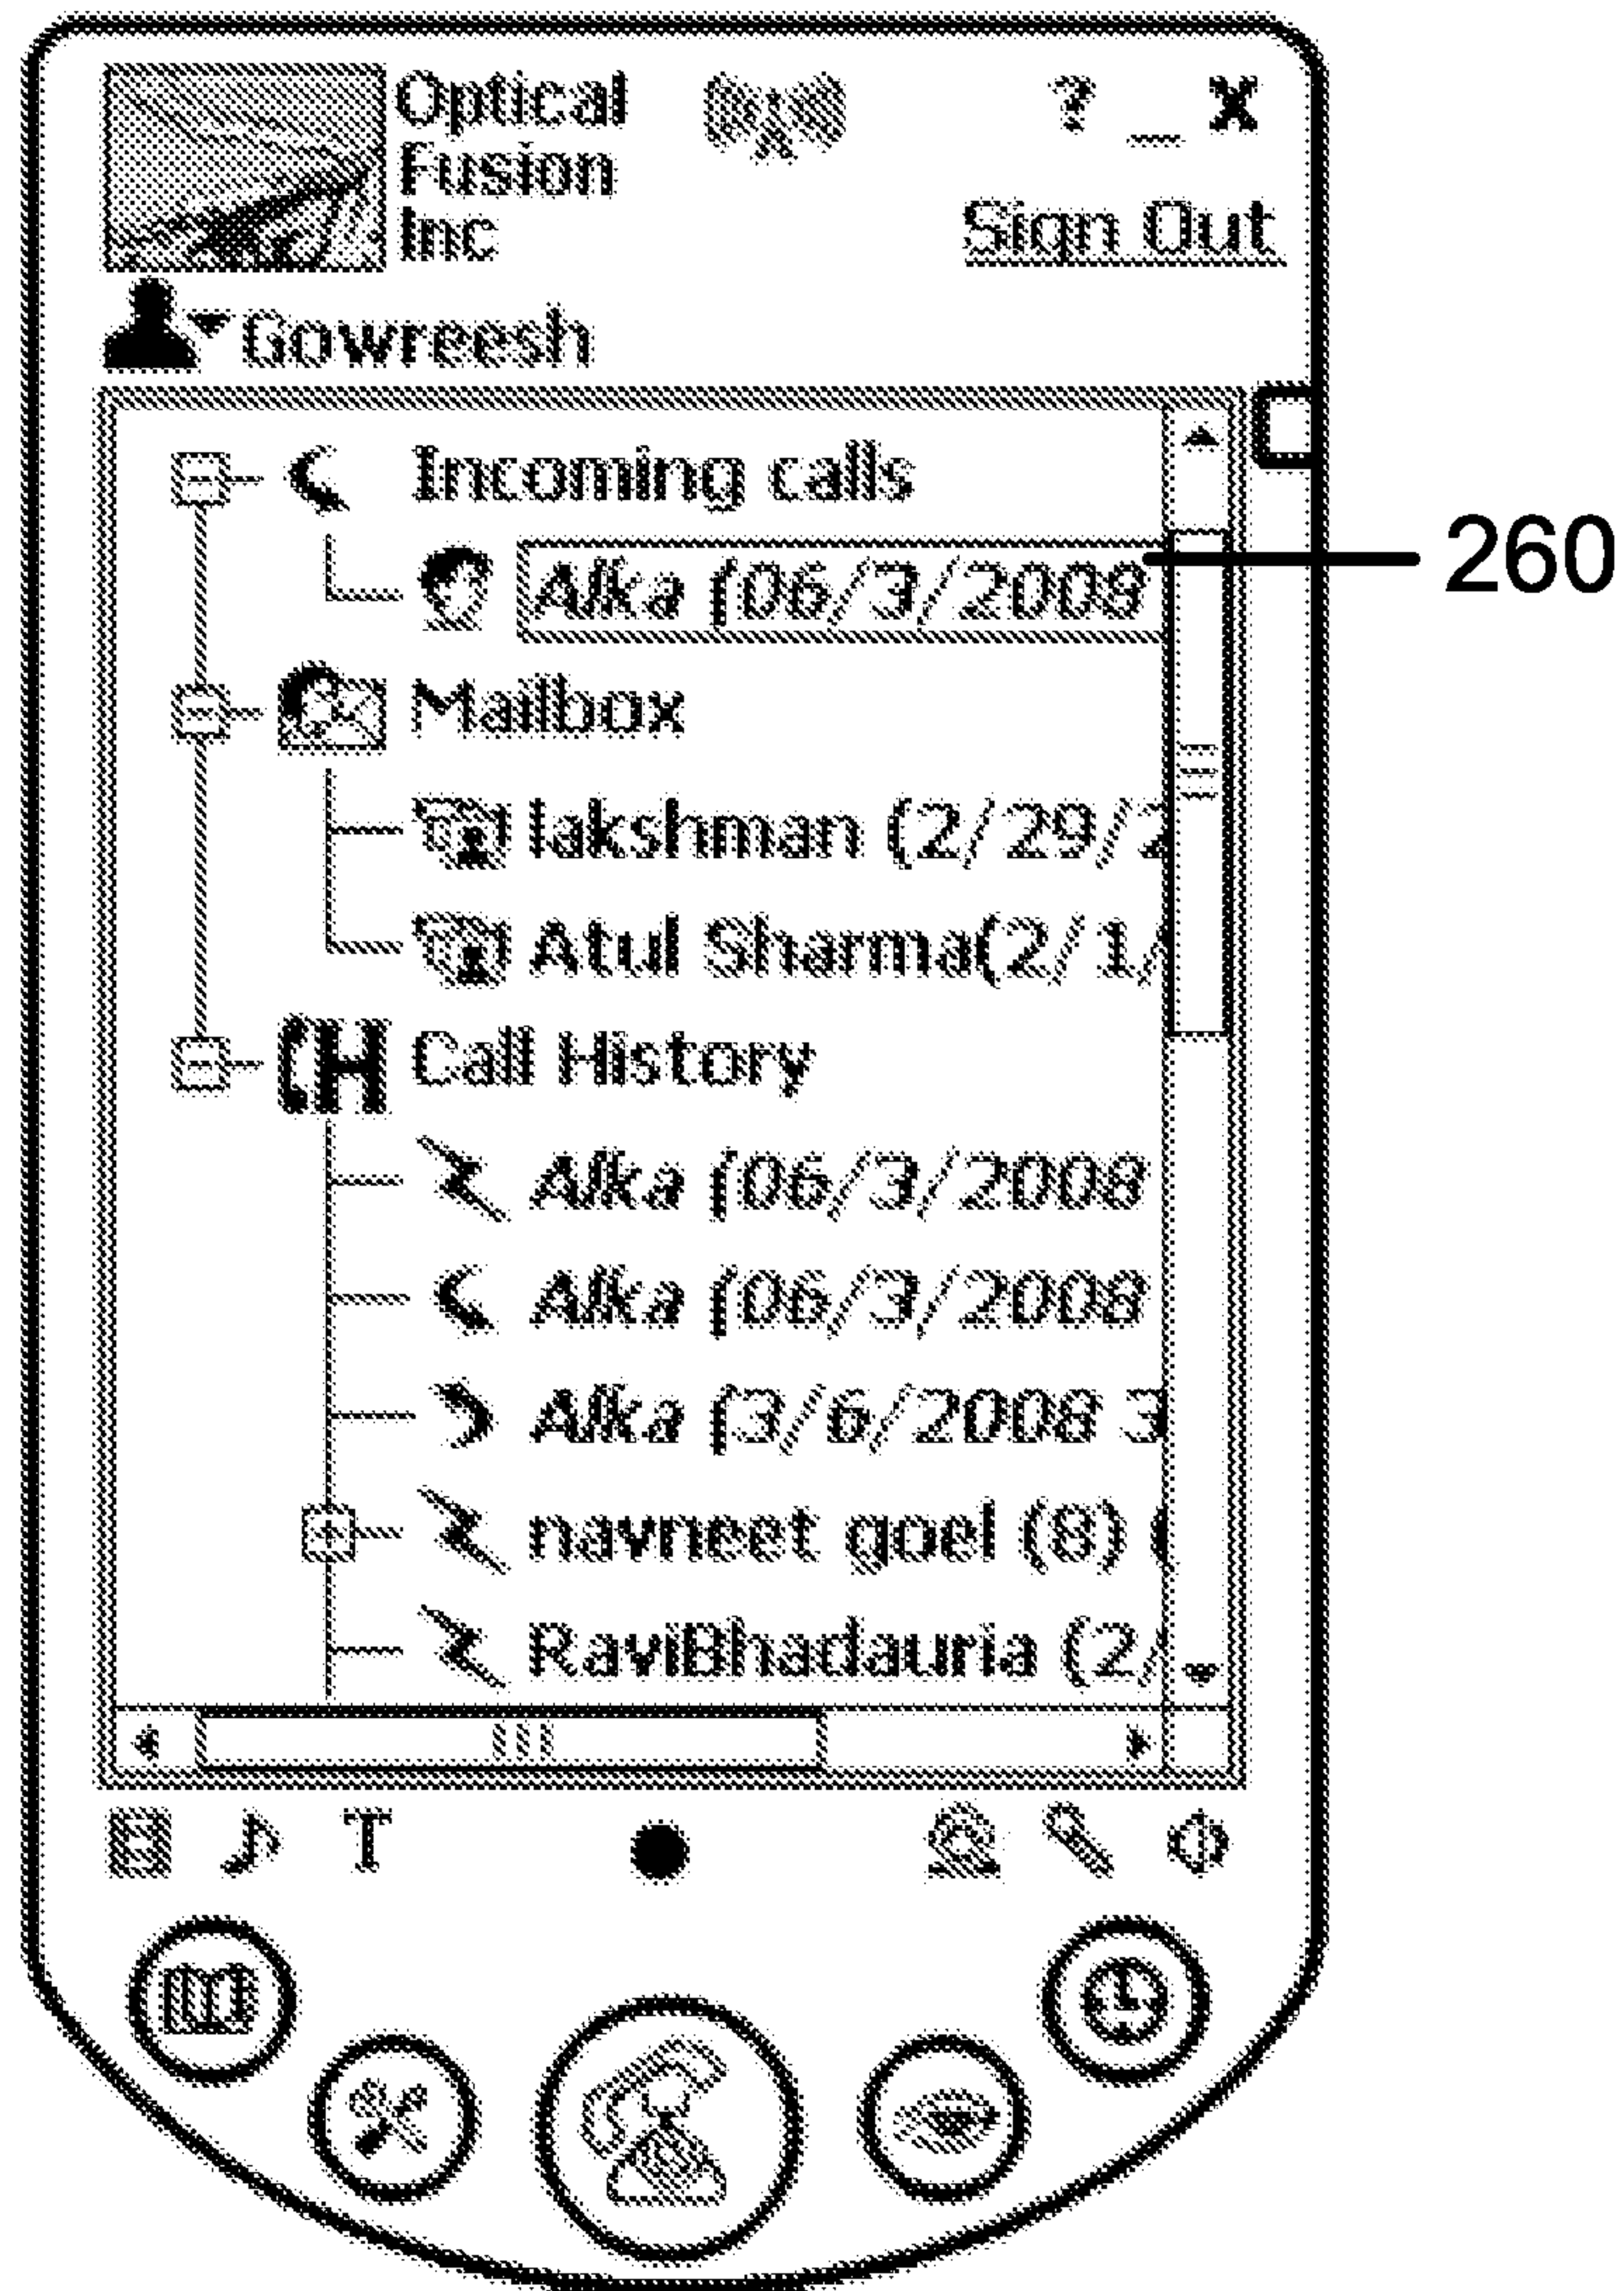 Optical
Fusion
Inc
? _ X
Sign Out
Gowreesh
Incoming calls
Alka (06/3/2008
260
Mailbox
lakshman (2/29/2
Atul Sharma(2/1/
CH Call History
Alka (06/3/2008
Alka (06/3/2008
Alka (3/6/2008 3
navneet goel (8) (
RaviBhadauria (2/
T